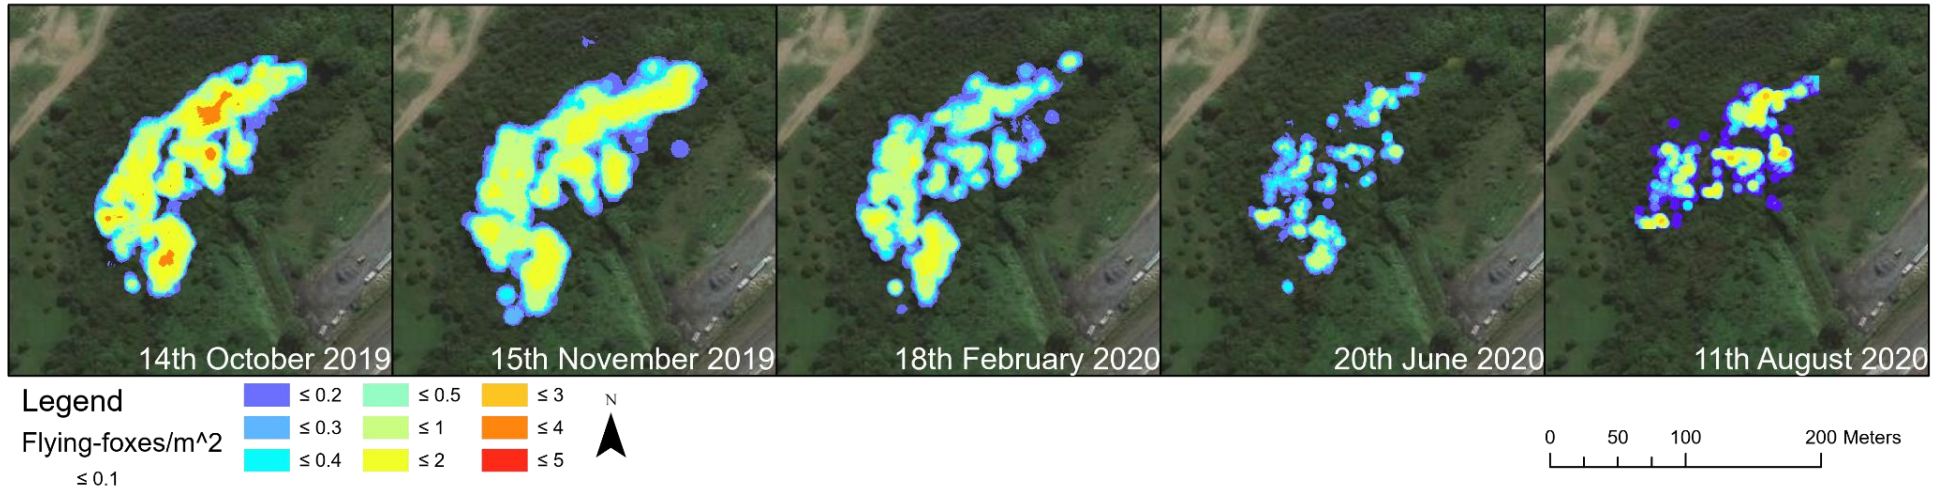 14th October 2019
15th November 2019
18th February 2020
20th June 2020
11th August 2020
Legend
Flying-foxes/m^2
≤ 0.1
≤ 0.2
≤ 0.3
≤ 0.4
≤ 0.5
≤ 1
≤ 2
≤ 3
≤ 4
≤ 5
N
0 50 100 200 Meters